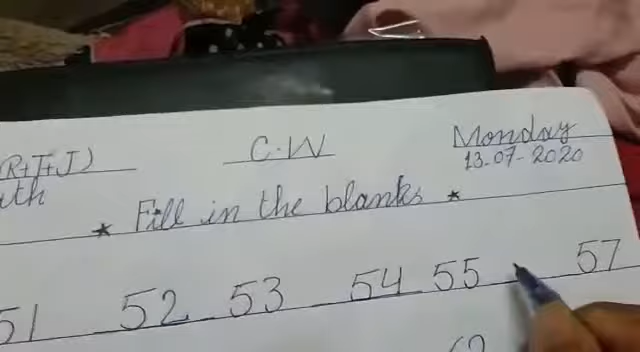 R+T+J)
C.W
Monday
13-07-2020
* Fill in the blanks *
51 52 53 54 55 57